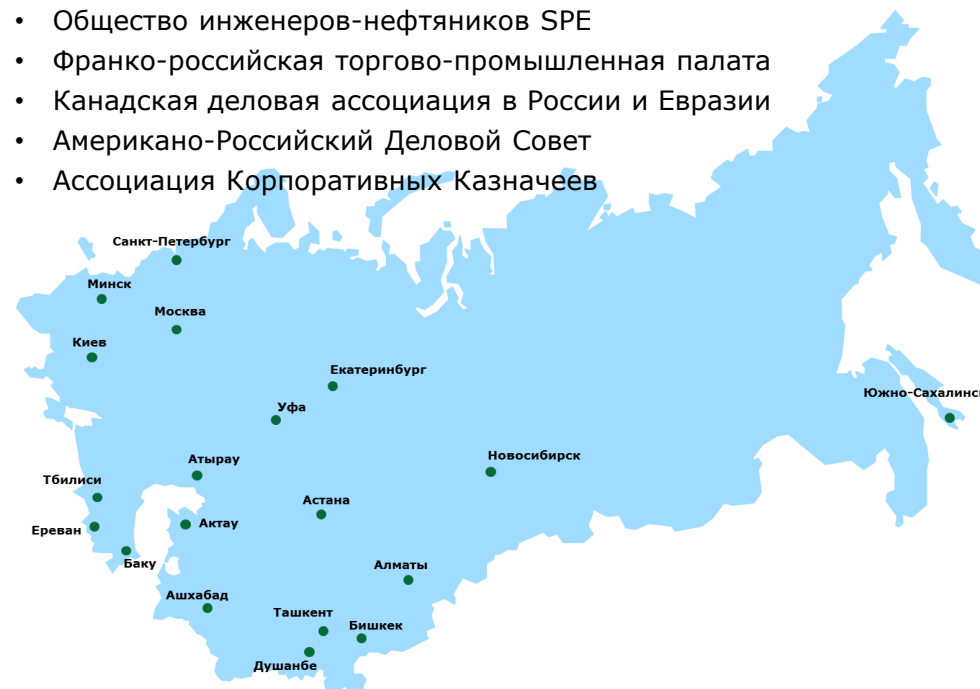 • Общество инженеров-нефтяников SPE
• Франко-российская торгово-промышленная палата
• Канадская деловая ассоциация в России и Евразии
• Американо-Российский Деловой Совет
• Ассоциация Корпоративных Казначеев
Санкт-Петербург
Минск
Москва
Киев
Екатеринбург
Южно-Сахалинск
Уфа
Новосибирск
Атырау
Тбилиси
Астана
Актау
Ереван
Баку
Алматы
Ашхабад
Ташкент
Бишкек
Душанбе